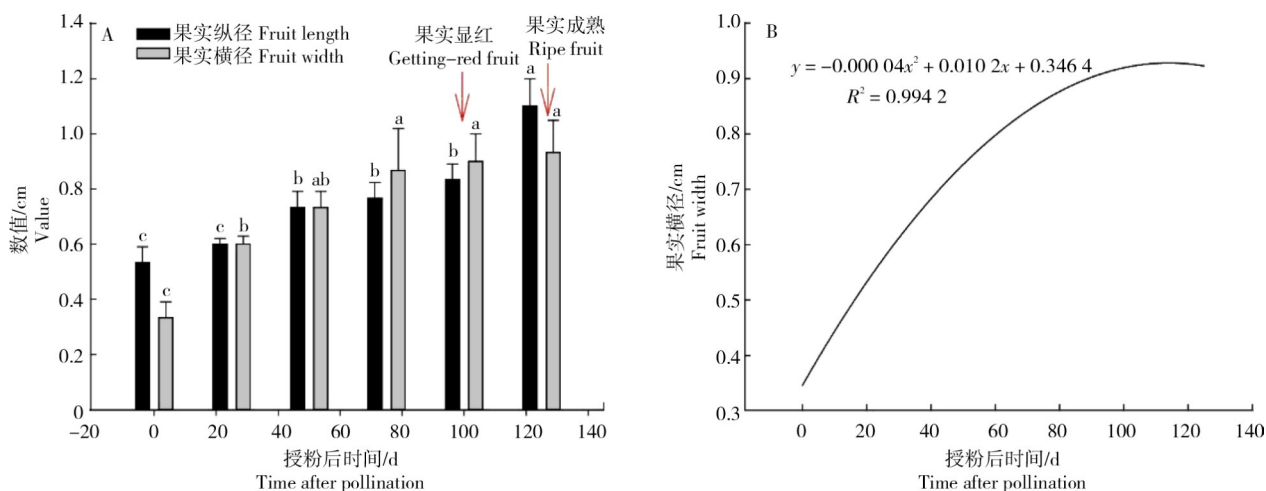 A
果实纵径 Fruit length
果实横径 Fruit width
果实显红
Getting-red fruit
果实成熟
Ripe fruit
1.4
1.2
1.0
0.8
0.6
0.4
0.2
0
数值/cm
Value
c
c
c
b
b
ab
b
a
b
a
a
a
-20
0
20
40
60
80
100
120
140
授粉后时间/d
Time after pollination
B
y = -0.000 04x² + 0.010 2x + 0.346 4
R² = 0.994 2
1.0
0.9
0.8
0.7
0.6
0.5
0.4
0.3
果实横径/cm
Fruit width
0
20
40
60
80
100
120
140
授粉后时间/d
Time after pollination